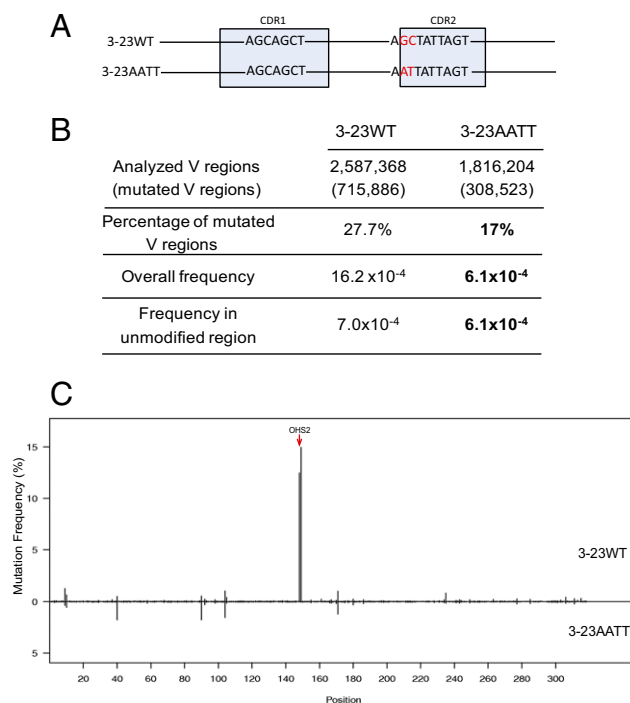 A
CDR1
CDR2
3-23WT
AGCAGCT
AGCTATTAGT
3-23AATT
AGCAGCT
AATTATTAGT
B
3-23WT
3-23AATT
Analyzed V regions
2,587,368
1,816,204
(mutated V regions)
(715,886)
(308,523)
Percentage of mutated
V regions
27.7%
17%
Overall frequency
16.2 x10-4
6.1x10-4
Frequency in
unmodified region
7.0x10-4
6.1x10-4
C
OHS2
Mutation Frequency (%)
15
10
5
0
5
3-23WT
3-23AATT
20 40 60 80 100 120 140 160 180 200 220 240 260 280 300
Position